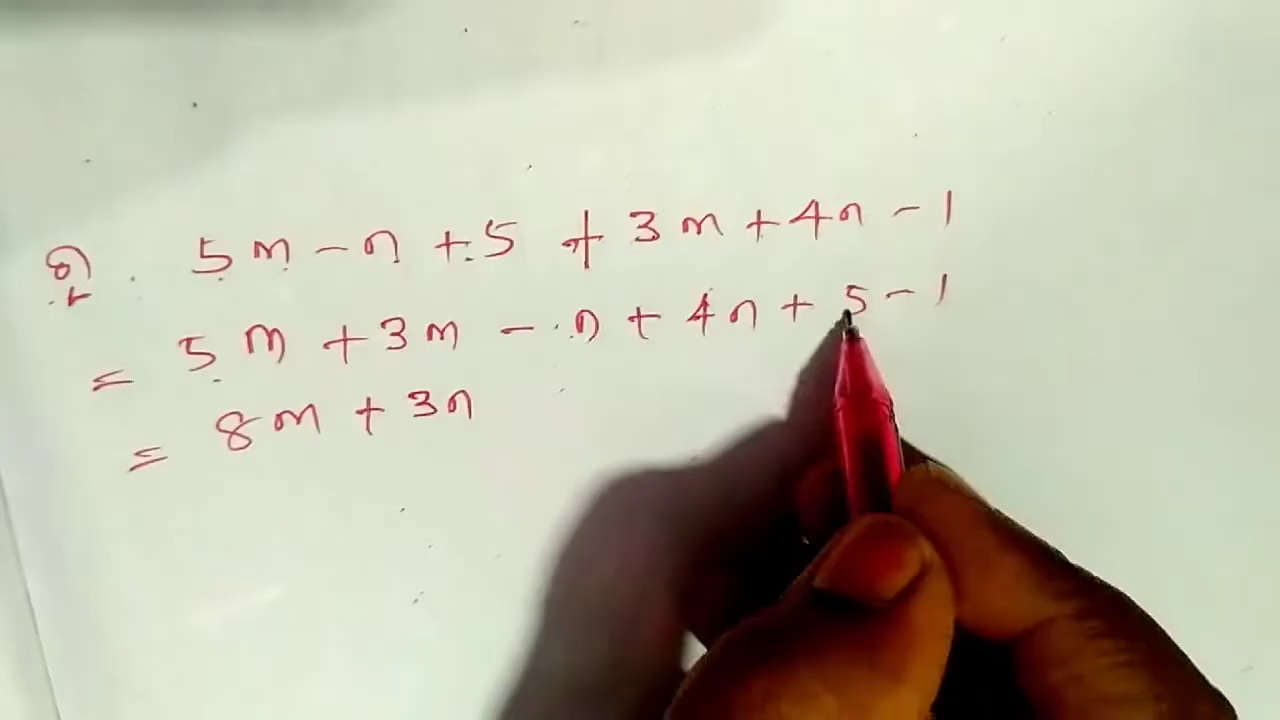 5m - n + 5 + 3m + 4n - 1
= 5m + 3m - n + 4n + 5 - 1
= 8m + 3n